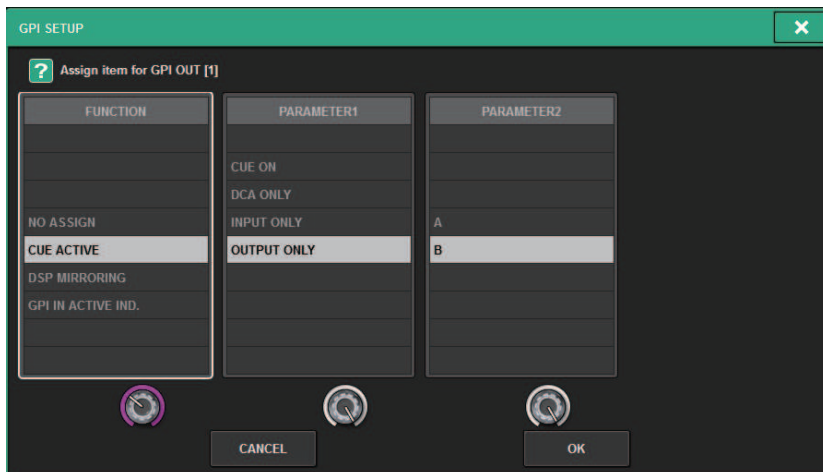 GPI SETUP
? Assign item for GPI OUT [1]
FUNCTION PARAMETER1 PARAMETER2
CUE ON
DCA ONLY
NO ASSIGN INPUT ONLY A
CUE ACTIVE OUTPUT ONLY B
DSP MIRRORING
GPI IN ACTIVE IND.
CANCEL OK